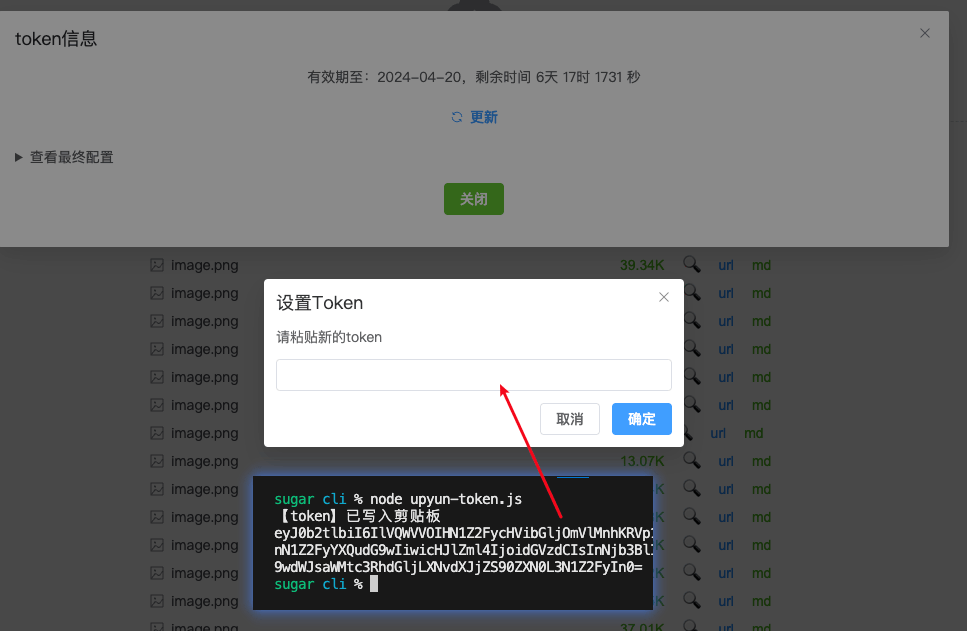 token信息
有效期至：2024-04-20，剩余时间 6天 17时 1731 秒
更新
查看最终配置
关闭
image.png 39.34K url md
image.png url md
image.png url md
image.png url md
image.png url md
image.png url md
image.png url md
image.png 13.07K url md
image.png K url md
image.png K url md
image.png K url md
image.png K url md
image.png K url md
image.png 37.01K url md
设置Token
请粘贴新的token
取消
确定
sugar cli % node upyun-token.js
【token】已写入剪贴板
eyJ0b2tlbiI6IlVQWVVOIHN1Z2FycHVibGljOmVlMnhKRVp1
nN1Z2FyYXQudG9wIiwicHJlZml4IjoidGVzdCIsInNjb3BlI
9wdWJsaWMtc3RhdGljLXNvdXJjZS90ZXN0L3N1Z2FyIn0=
sugar cli %